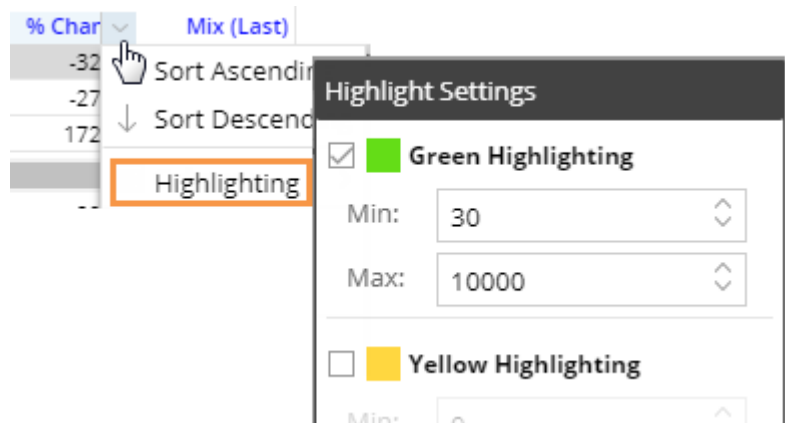 % Char
Mix (Last)
-32
Sort Ascendin
-27
Sort Descend
172
Highlighting
Highlight Settings
Green Highlighting
Min: 30
Max: 10000
Yellow Highlighting
Min: